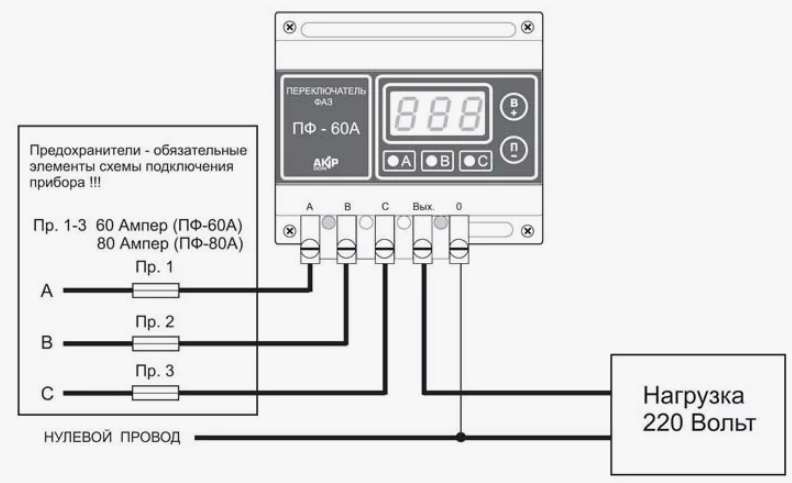 ПЕРЕКЛЮЧАТЕЛЬ
ФАЗ
ПФ - 60А
888
В
+
П
−
А В С
А В С Вых. 0
Предохранители - обязательные
элементы схемы подключения
прибора !!!
Пр. 1-3 60 Ампер (ПФ-60А)
80 Ампер (ПФ-80А)
Пр. 1
А
Пр. 2
В
Пр. 3
С
НУЛЕВОЙ ПРОВОД
Нагрузка
220 Вольт